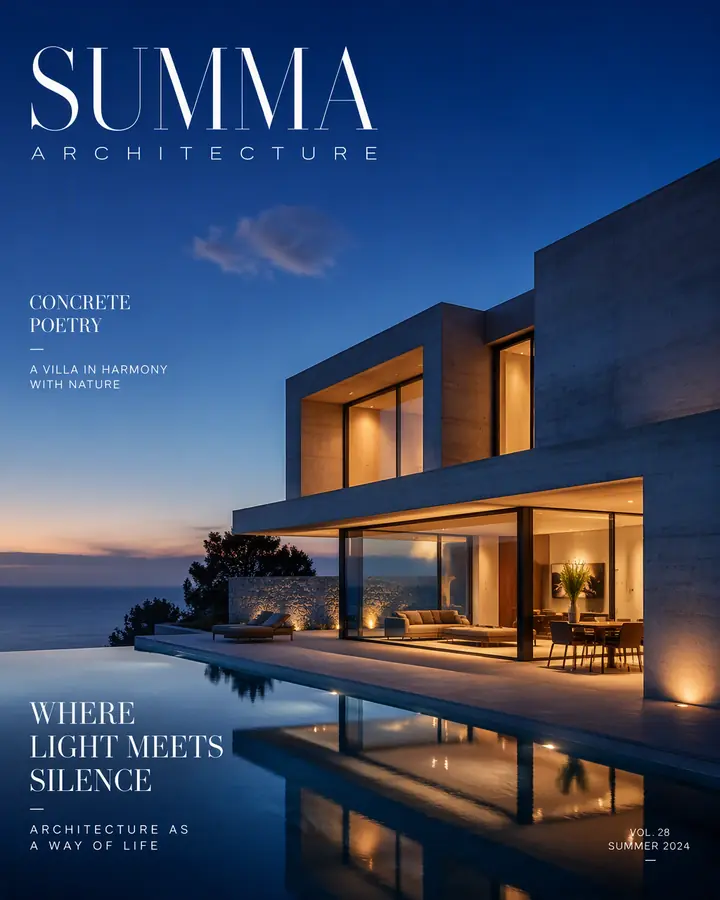 SUMMA
ARCHITECTURE
CONCRETE
POETRY
A VILLA IN HARMONY
WITH NATURE
WHERE
LIGHT MEETS
SILENCE
ARCHITECTURE AS
A WAY OF LIFE
VOL. 28
SUMMER 2024